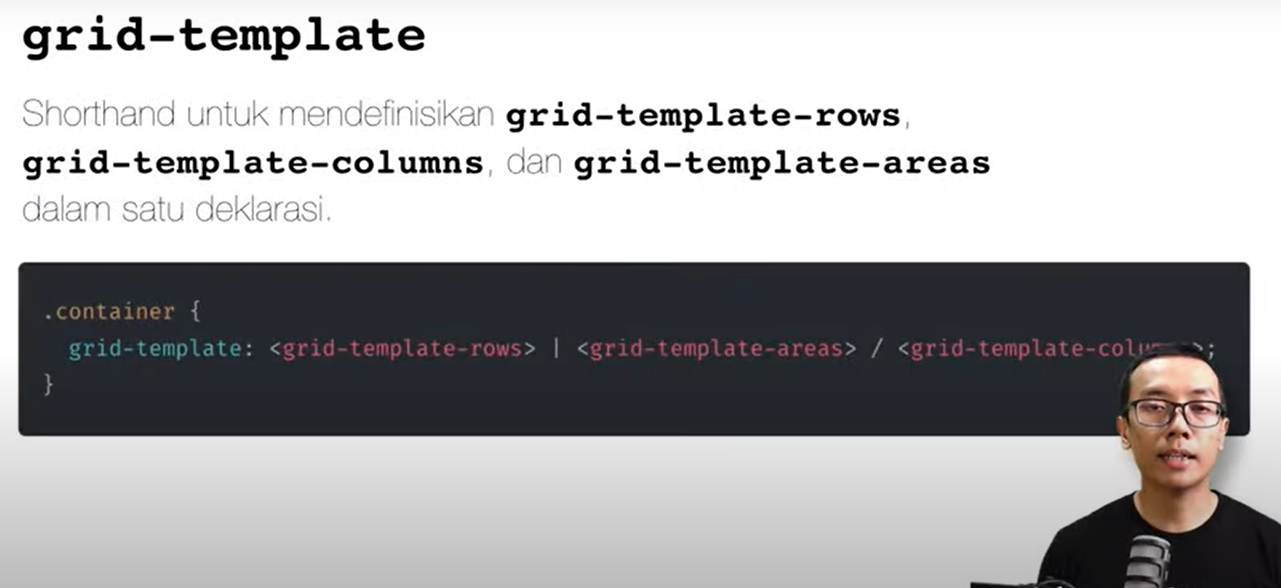 grid-template
Shorthand untuk mendefinisikan grid-template-rows,
grid-template-columns, dan grid-template-areas
dalam satu deklarasi.
.container {
grid-template: <grid-template-rows> | <grid-template-areas> / <grid-template-colu >;
}